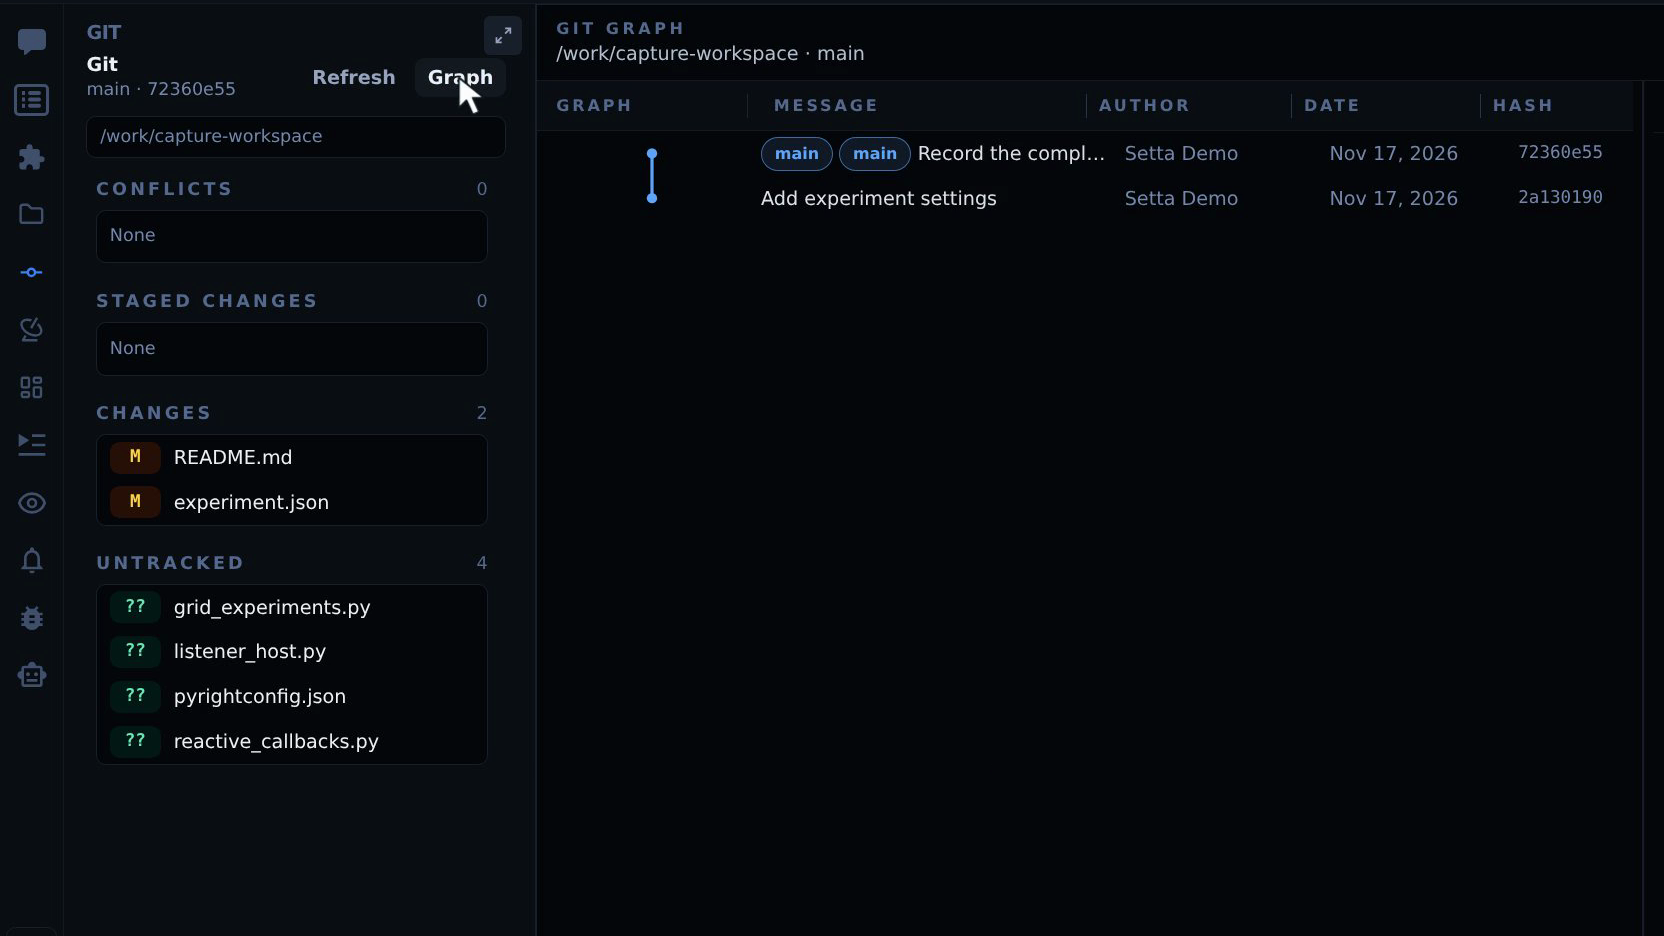 GIT
Git
main · 72360e55
Refresh
Graph
/work/capture-workspace
CONFLICTS 0
None
STAGED CHANGES 0
None
CHANGES 2
M README.md
M experiment.json
UNTRACKED 4
?? grid_experiments.py
?? listener_host.py
?? pyrightconfig.json
?? reactive_callbacks.py
GIT GRAPH
/work/capture-workspace · main
GRAPH MESSAGE AUTHOR DATE HASH
main main Record the compl... Setta Demo Nov 17, 2026 72360e55
Add experiment settings Setta Demo Nov 17, 2026 2a130190